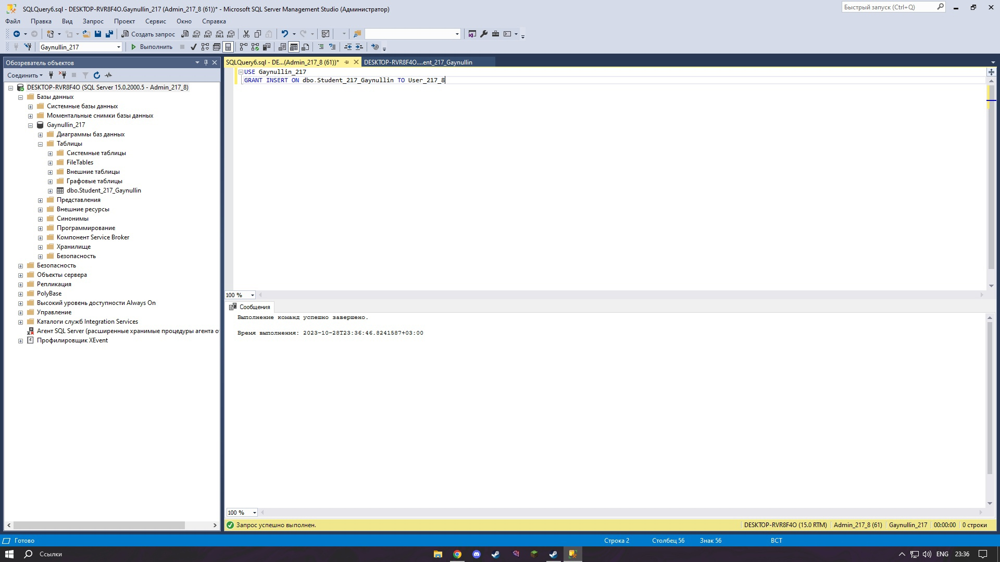 SQLQuery6.sql - DESKTOP-RVR8F4O.Gaynullin_217 (Admin_217_8 (61))* - Microsoft SQL Server Management Studio (Администратор)
Быстрый запуск (Ctrl+Q)
Файл Правка Вид Запрос Проект Сервис Окно Справка
Создать запрос
MDX DMX XMLA DAX
Gaynullin_217
Выполнить
Обозреватель объектов
Соединить
DESKTOP-RVR8F4O (SQL Server 15.0.2000.5 - Admin_217_8)
Базы данных
Системные базы данных
Моментальные снимки базы данных
Gaynullin_217
Диаграммы баз данных
Таблицы
Системные таблицы
FileTables
Внешние таблицы
Графовые таблицы
dbo.Student_217_Gaynullin
Представления
Внешние ресурсы
Синонимы
Программирование
Компонент Service Broker
Хранилище
Безопасность
Безопасность
Объекты сервера
Репликация
PolyBase
Высокий уровень доступности Always On
Управление
Каталоги служб Integration Services
Агент SQL Server (расширенные хранимые процедуры агента о
Профилировщик XEvent
SQLQuery6.sql - DE...(Admin_217_8 (61))*
DESKTOP-RVR8F4O....ent_217_Gaynullin
USE Gaynullin_217
GRANT INSERT ON dbo.Student_217_Gaynullin TO User_217_8
100 %
Сообщения
Выполнение команд успешно завершено.
Время выполнения: 2023-10-28T23:36:46.8241587+03:00
100 %
Запрос успешно выполнен.
DESKTOP-RVR8F4O (15.0 RTM) Admin_217_8 (61) Gaynullin_217 00:00:00 0 строки
Готово
Строка 2 Столбец 56 Знак 56 ВСТ
Ссылки
ENG 23:36